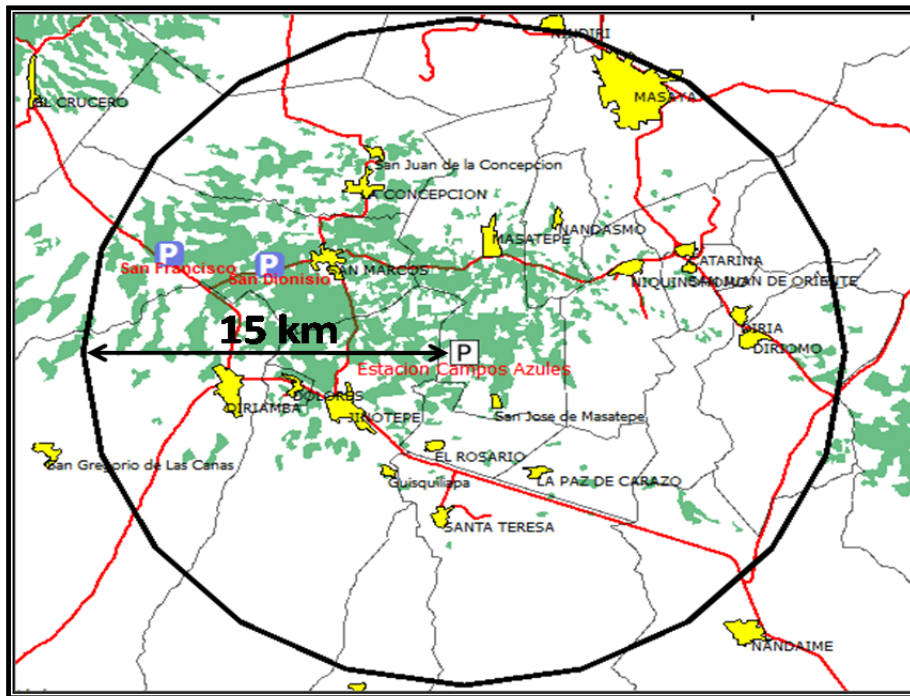 NINDIRI
MASAYA
EL CRUCERO
San Juan de la Concepcion
LA CONCEPCION
NANDASMO
MASATEPE
P
San Francisco
P
San Dionisio
SAN MARCOS
CATARINA
NIQUINOHOMO
SAN JUAN DE ORIENTE
15 km
P
Estacion Campos Azules
DIRIA
DIRIOMO
DIRIAMBA
DOLORES
JINOTEPE
San Jose de Masatepe
EL ROSARIO
San Gregorio de Las Canas
Guisquiliapa
LA PAZ DE CARAZO
SANTA TERESA
NANDAIME